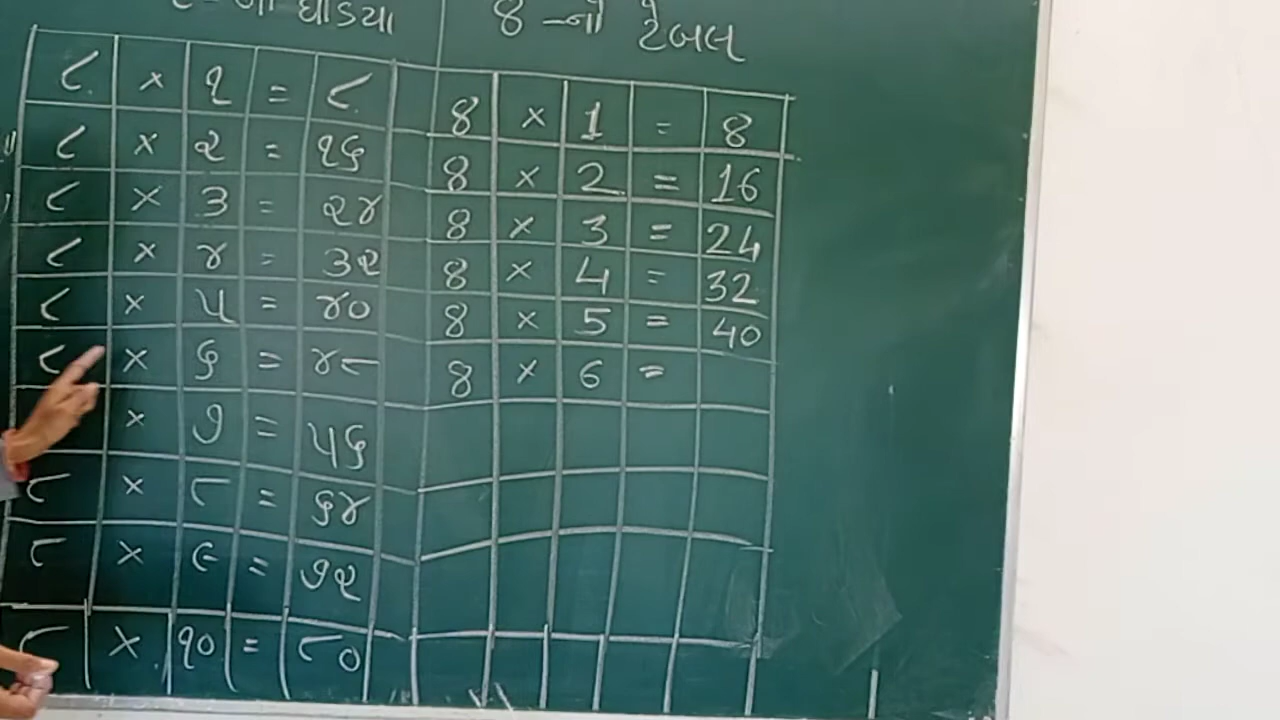 ૮-ના ઘડિયા 8-નો ટેબલ
૮ × ૧ = ૮ 8 × 1 = 8
૮ × ૨ = ૧૬ 8 × 2 = 16
૮ × ૩ = ૨૪ 8 × 3 = 24
૮ × ૪ = ૩૨ 8 × 4 = 32
૮ × ૫ = ૪૦ 8 × 5 = 40
૮ × ૬ = ૪૮ 8 × 6 =
× ૭ = ૫૬
૮ × ૮ = ૬૪
૮ × ૯ = ૭૨
૮ × ૧૦ = ૮૦